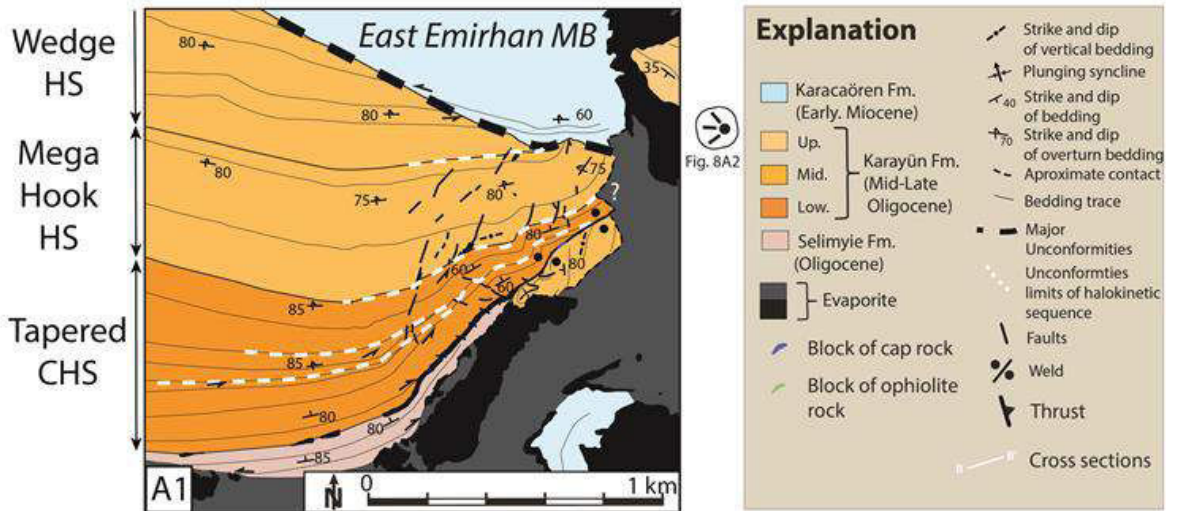 Wedge
HS
Mega
Hook
HS
Tapered
CHS
East Emirhan MB
80
35
80
60
80
75
75
80
?
80
60
80
60
85
85
80
80
85
A1
N
0
1 km
Fig. 8A2
Explanation
Karacaören Fm.
(Early. Miocene)
Up.
Mid.
Low.
Karayün Fm.
(Mid-Late
Oligocene)
Selimyie Fm.
(Oligocene)
Evaporite
Block of cap rock
Block of ophiolite
rock
Strike and dip
of vertical bedding
Plunging syncline
40
Strike and dip
of bedding
70
Strike and dip
of overturn bedding
Aproximate contact
Bedding trace
Major
Unconformities
Unconformties
limits of halokinetic
sequence
Faults
Weld
Thrust
Cross sections